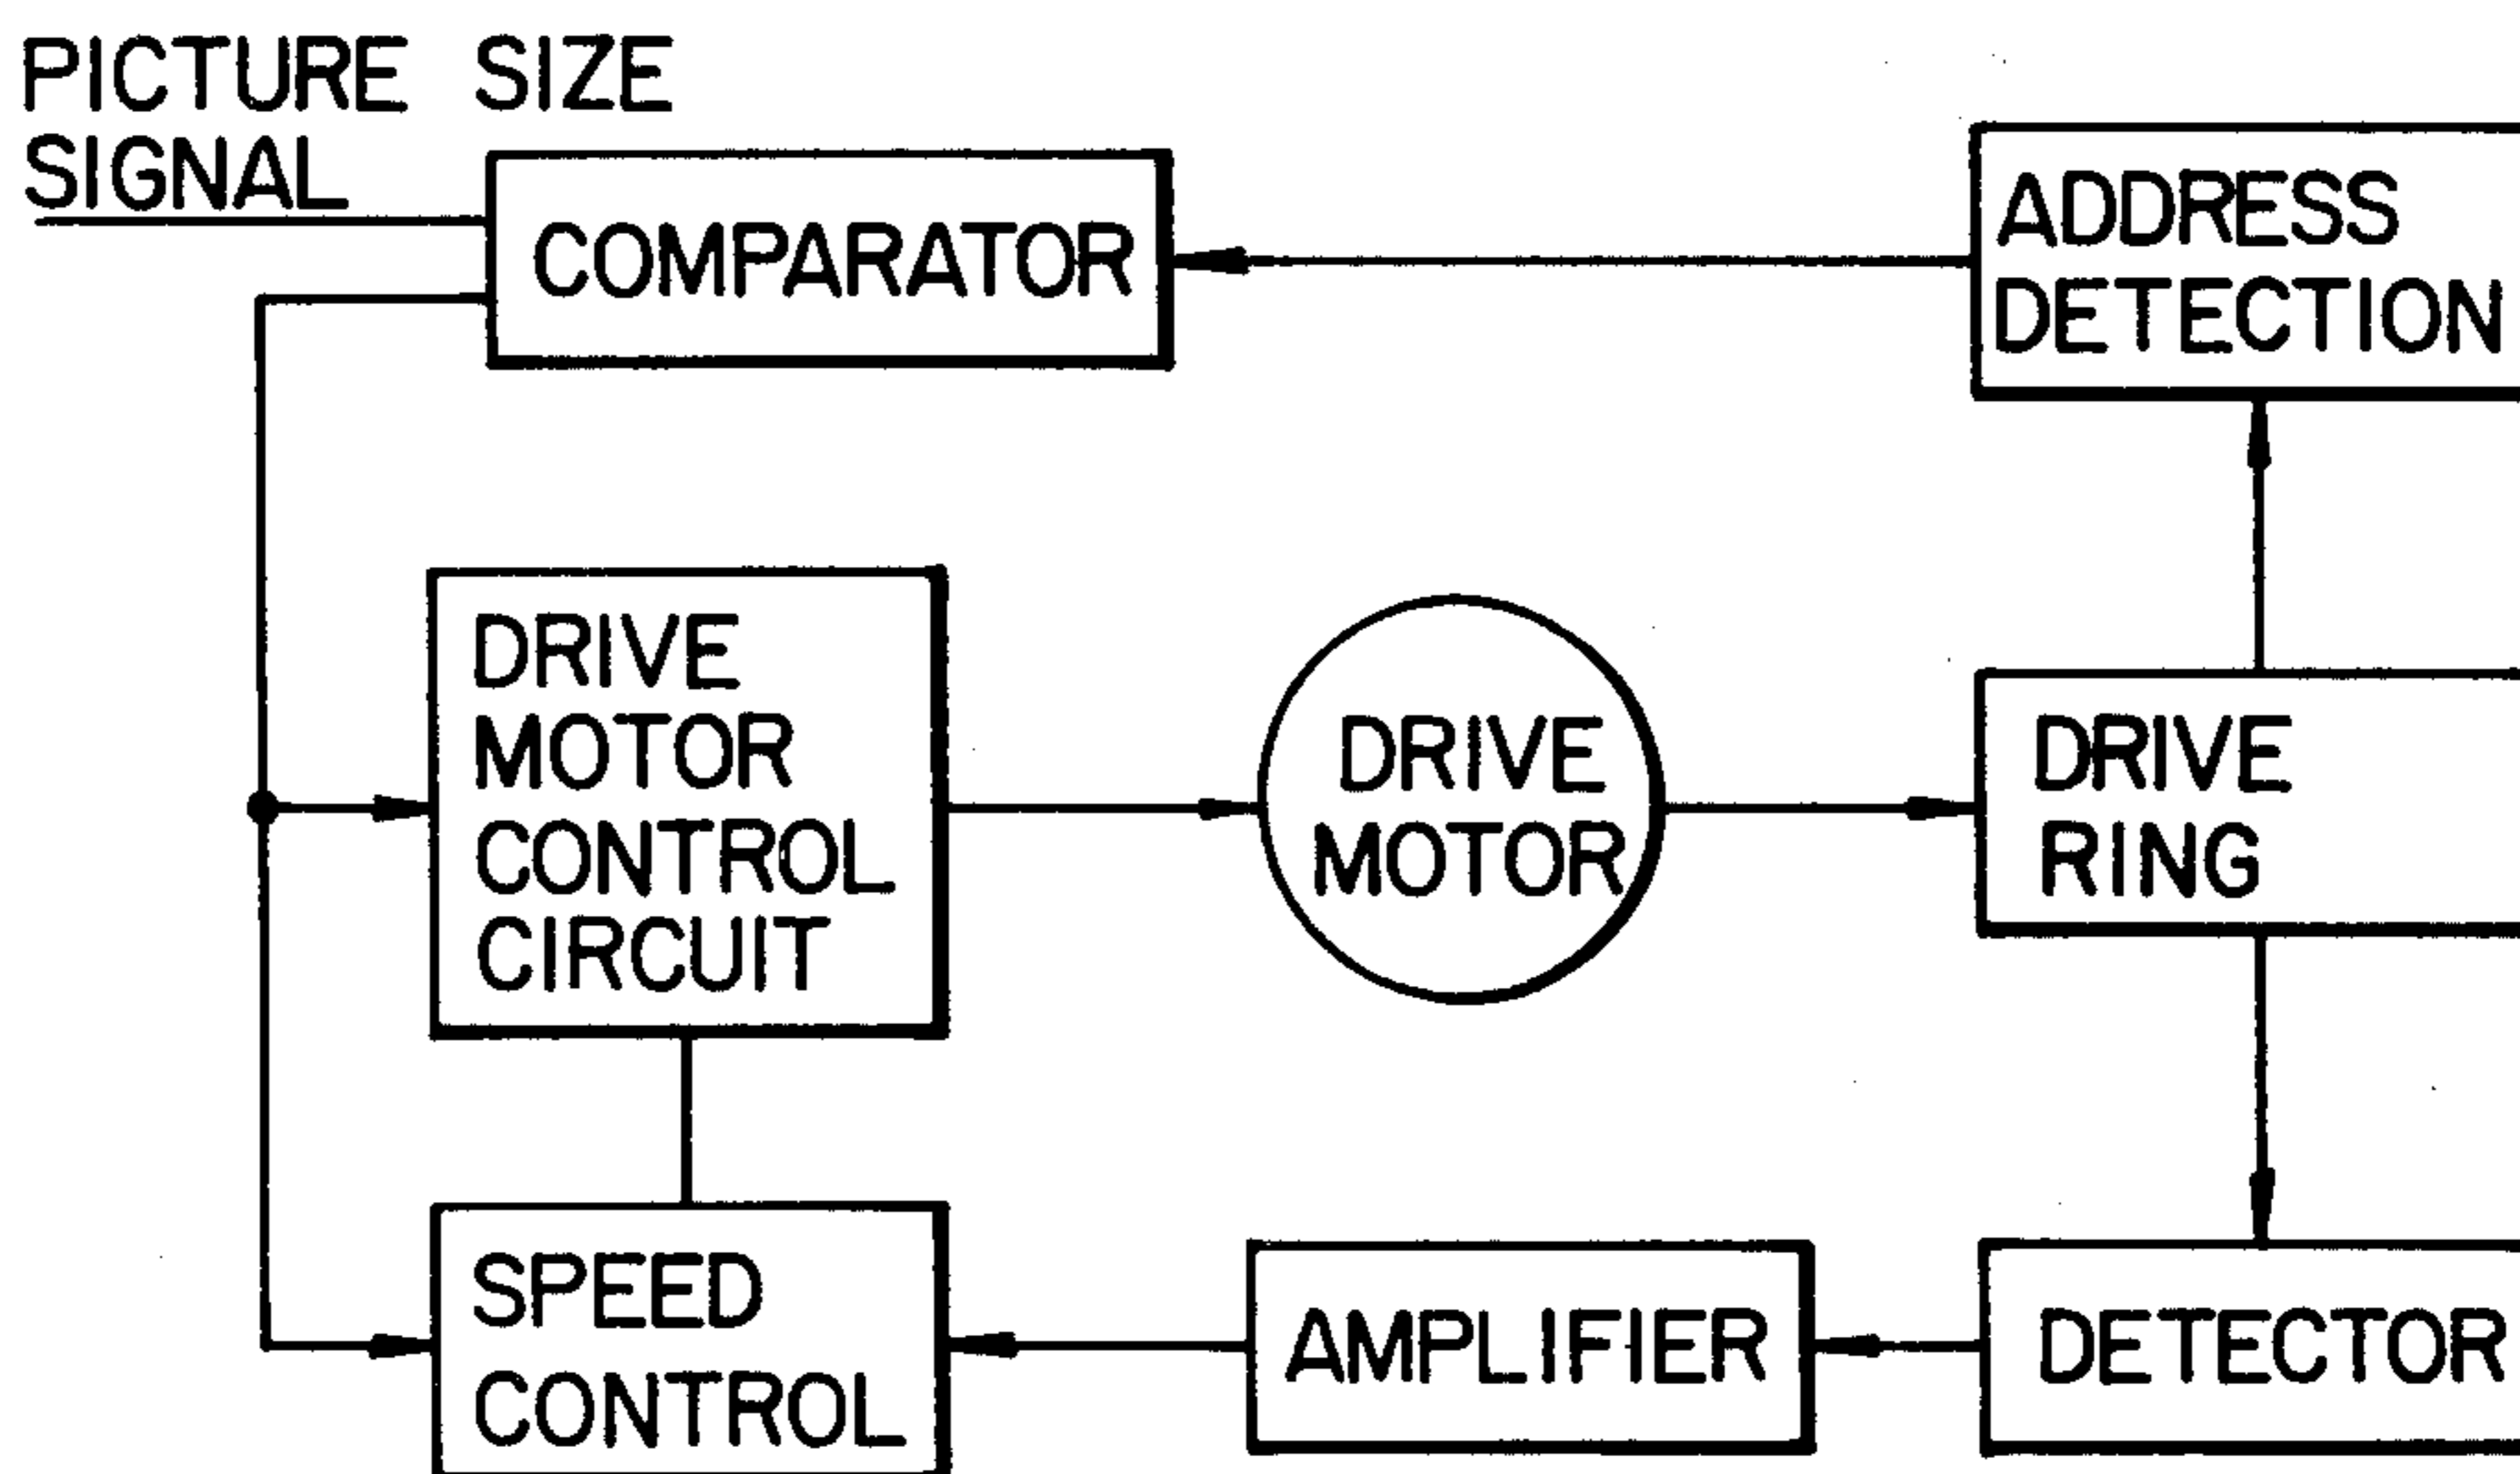 PICTURE SIZE
SIGNAL
COMPARATOR
ADDRESS
DETECTION
DRIVE
MOTOR
CONTROL
CIRCUIT
DRIVE
MOTOR
DRIVE
RING
SPEED
CONTROL
AMPLIFIER
DETECTOR